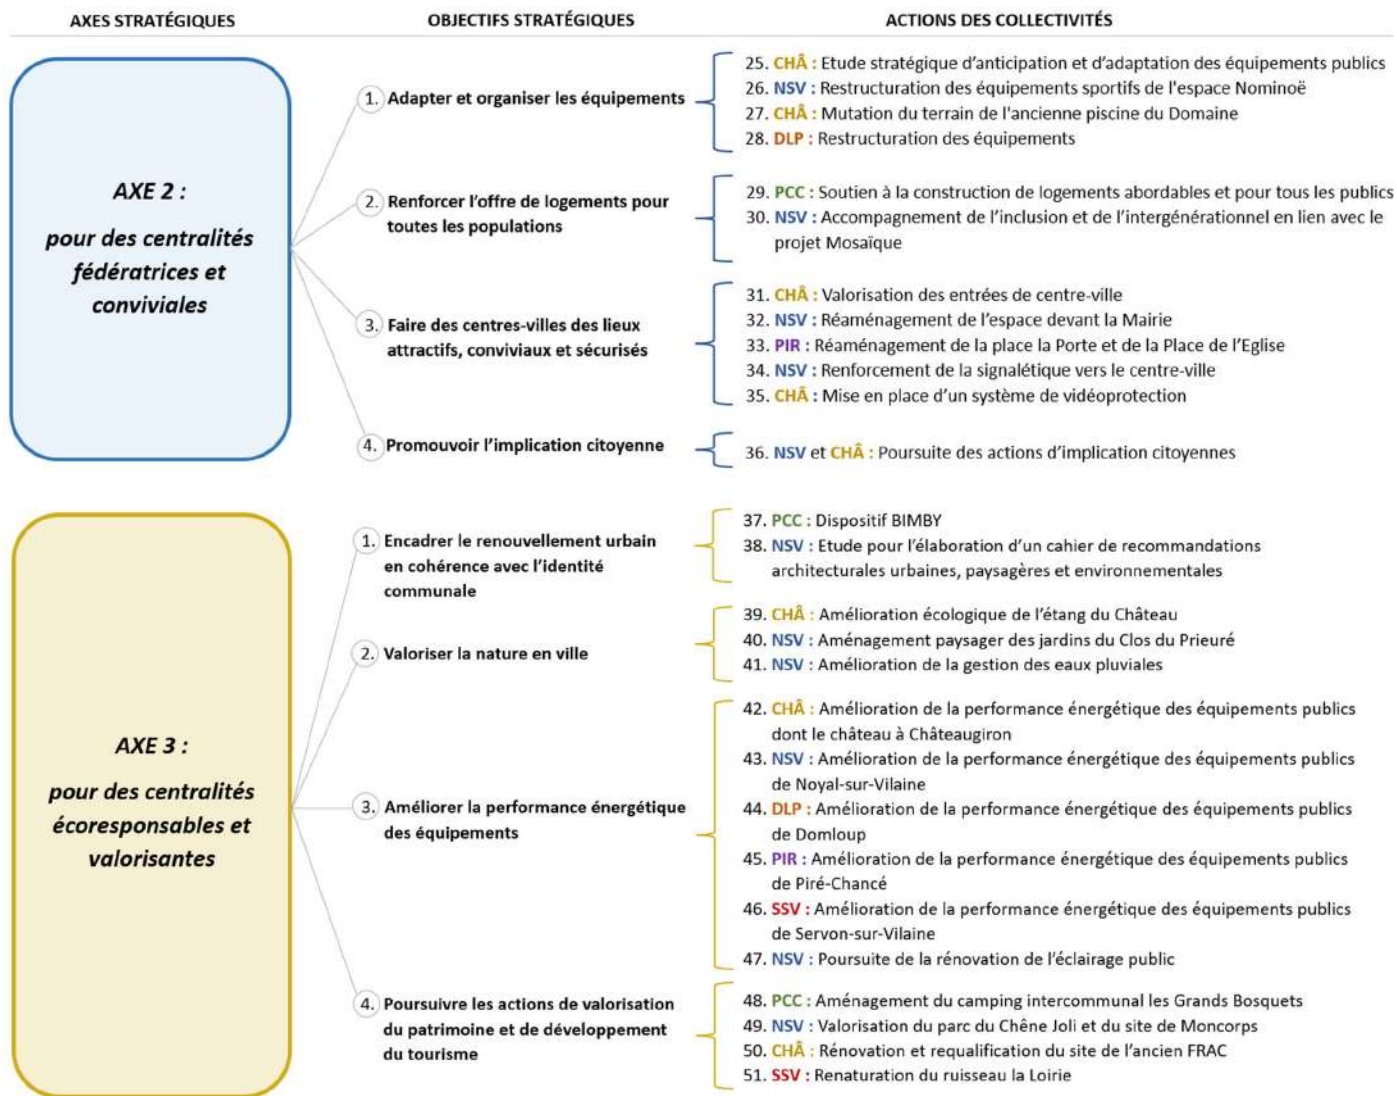 AXES STRATÉGIQUES
OBJECTIFS STRATÉGIQUES
ACTIONS DES COLLECTIVITÉS
AXE 2 :
pour des centralités
fédératrices et
conviviales
1. Adapter et organiser les équipements
25. CHÂ : Etude stratégique d’anticipation et d’adaptation des équipements publics
26. NSV : Restructuration des équipements sportifs de l'espace Nominoë
27. CHÂ : Mutation du terrain de l'ancienne piscine du Domaine
28. DLP : Restructuration des équipements
2. Renforcer l’offre de logements pour
toutes les populations
29. PCC : Soutien à la construction de logements abordables et pour tous les publics
30. NSV : Accompagnement de l’inclusion et de l’intergénérationnel en lien avec le
projet Mosaïque
3. Faire des centres-villes des lieux
attractifs, conviviaux et sécurisés
31. CHÂ : Valorisation des entrées de centre-ville
32. NSV : Réaménagement de l’espace devant la Mairie
33. PIR : Réaménagement de la place la Porte et de la Place de l’Eglise
34. NSV : Renforcement de la signalétique vers le centre-ville
35. CHÂ : Mise en place d’un système de vidéoprotection
4. Promouvoir l’implication citoyenne
36. NSV et CHÂ : Poursuite des actions d’implication citoyennes
AXE 3 :
pour des centralités
écoresponsables et
valorisantes
1. Encadrer le renouvellement urbain
en cohérence avec l’identité
communale
37. PCC : Dispositif BIMBY
38. NSV : Etude pour l’élaboration d’un cahier de recommandations
architecturales urbaines, paysagères et environnementales
2. Valoriser la nature en ville
39. CHÂ : Amélioration écologique de l’étang du Château
40. NSV : Aménagement paysager des jardins du Clos du Prieuré
41. NSV : Amélioration de la gestion des eaux pluviales
3. Améliorer la performance énergétique
des équipements
42. CHÂ : Amélioration de la performance énergétique des équipements publics
dont le château à Châteaugiron
43. NSV : Amélioration de la performance énergétique des équipements publics
de Noyal-sur-Vilaine
44. DLP : Amélioration de la performance énergétique des équipements publics
de Domloup
45. PIR : Amélioration de la performance énergétique des équipements publics
de Piré-Chancé
46. SSV : Amélioration de la performance énergétique des équipements publics
de Servon-sur-Vilaine
47. NSV : Poursuite de la rénovation de l’éclairage public
4. Poursuivre les actions de valorisation
du patrimoine et de développement
du tourisme
48. PCC : Aménagement du camping intercommunal les Grands Bosquets
49. NSV : Valorisation du parc du Chêne Joli et du site de Moncorps
50. CHÂ : Rénovation et requalification du site de l’ancien FRAC
51. SSV : Renaturation du ruisseau la Loirie